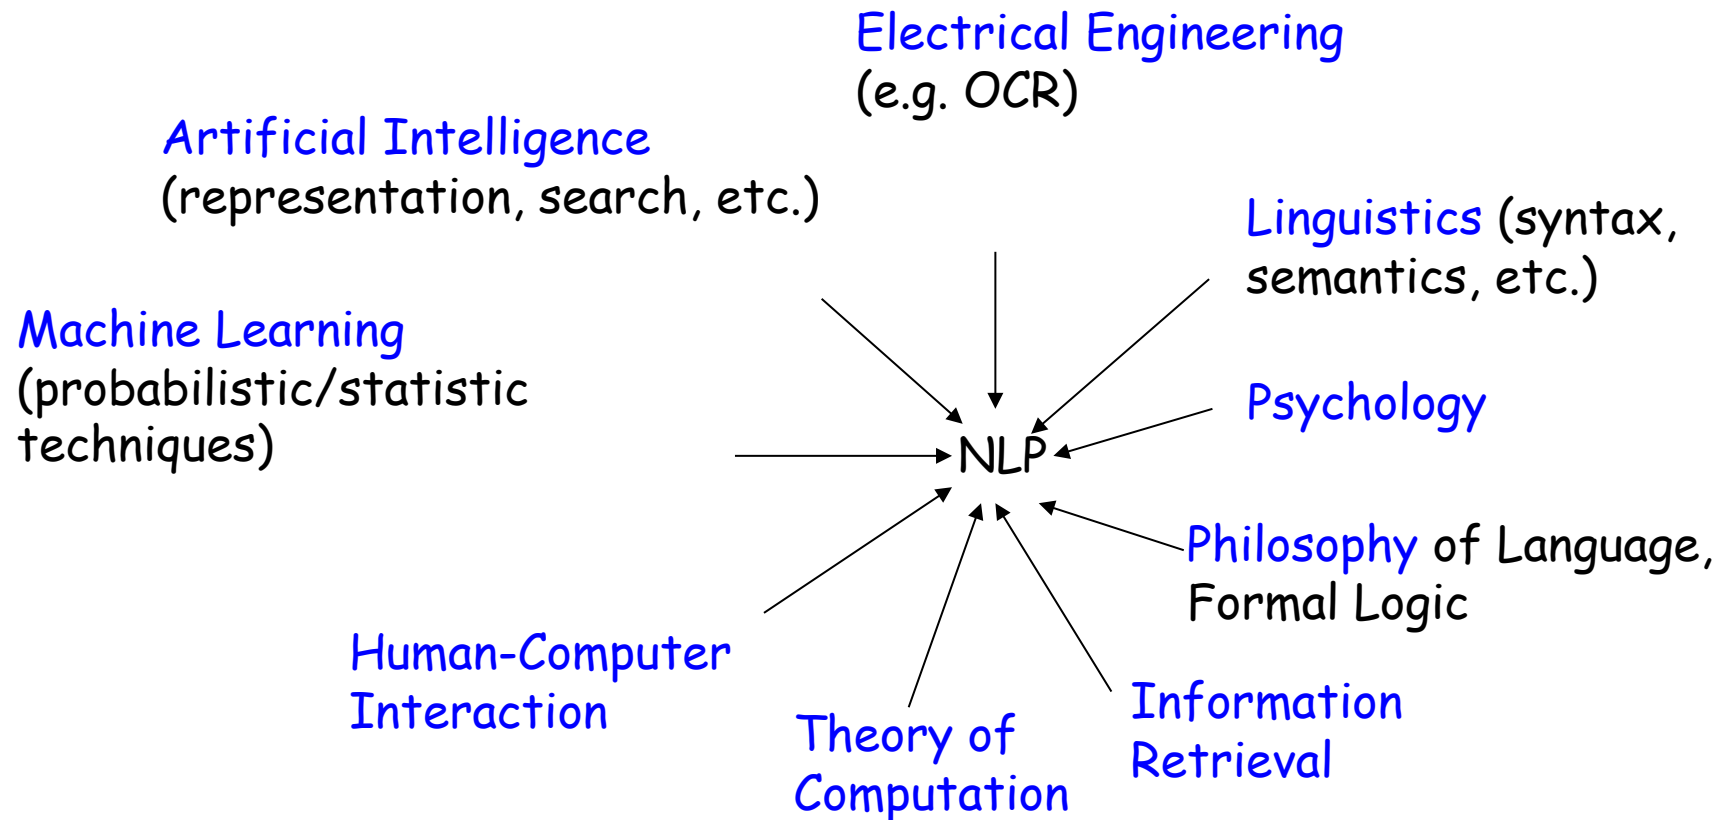 Electrical Engineering
(e.g. OCR)
Artificial Intelligence
(representation, search, etc.)
Linguistics (syntax,
semantics, etc.)
Machine Learning
(probabilistic/statistic
techniques)
Psychology
NLP
Philosophy of Language,
Formal Logic
Human-Computer
Interaction
Theory of
Computation
Information
Retrieval